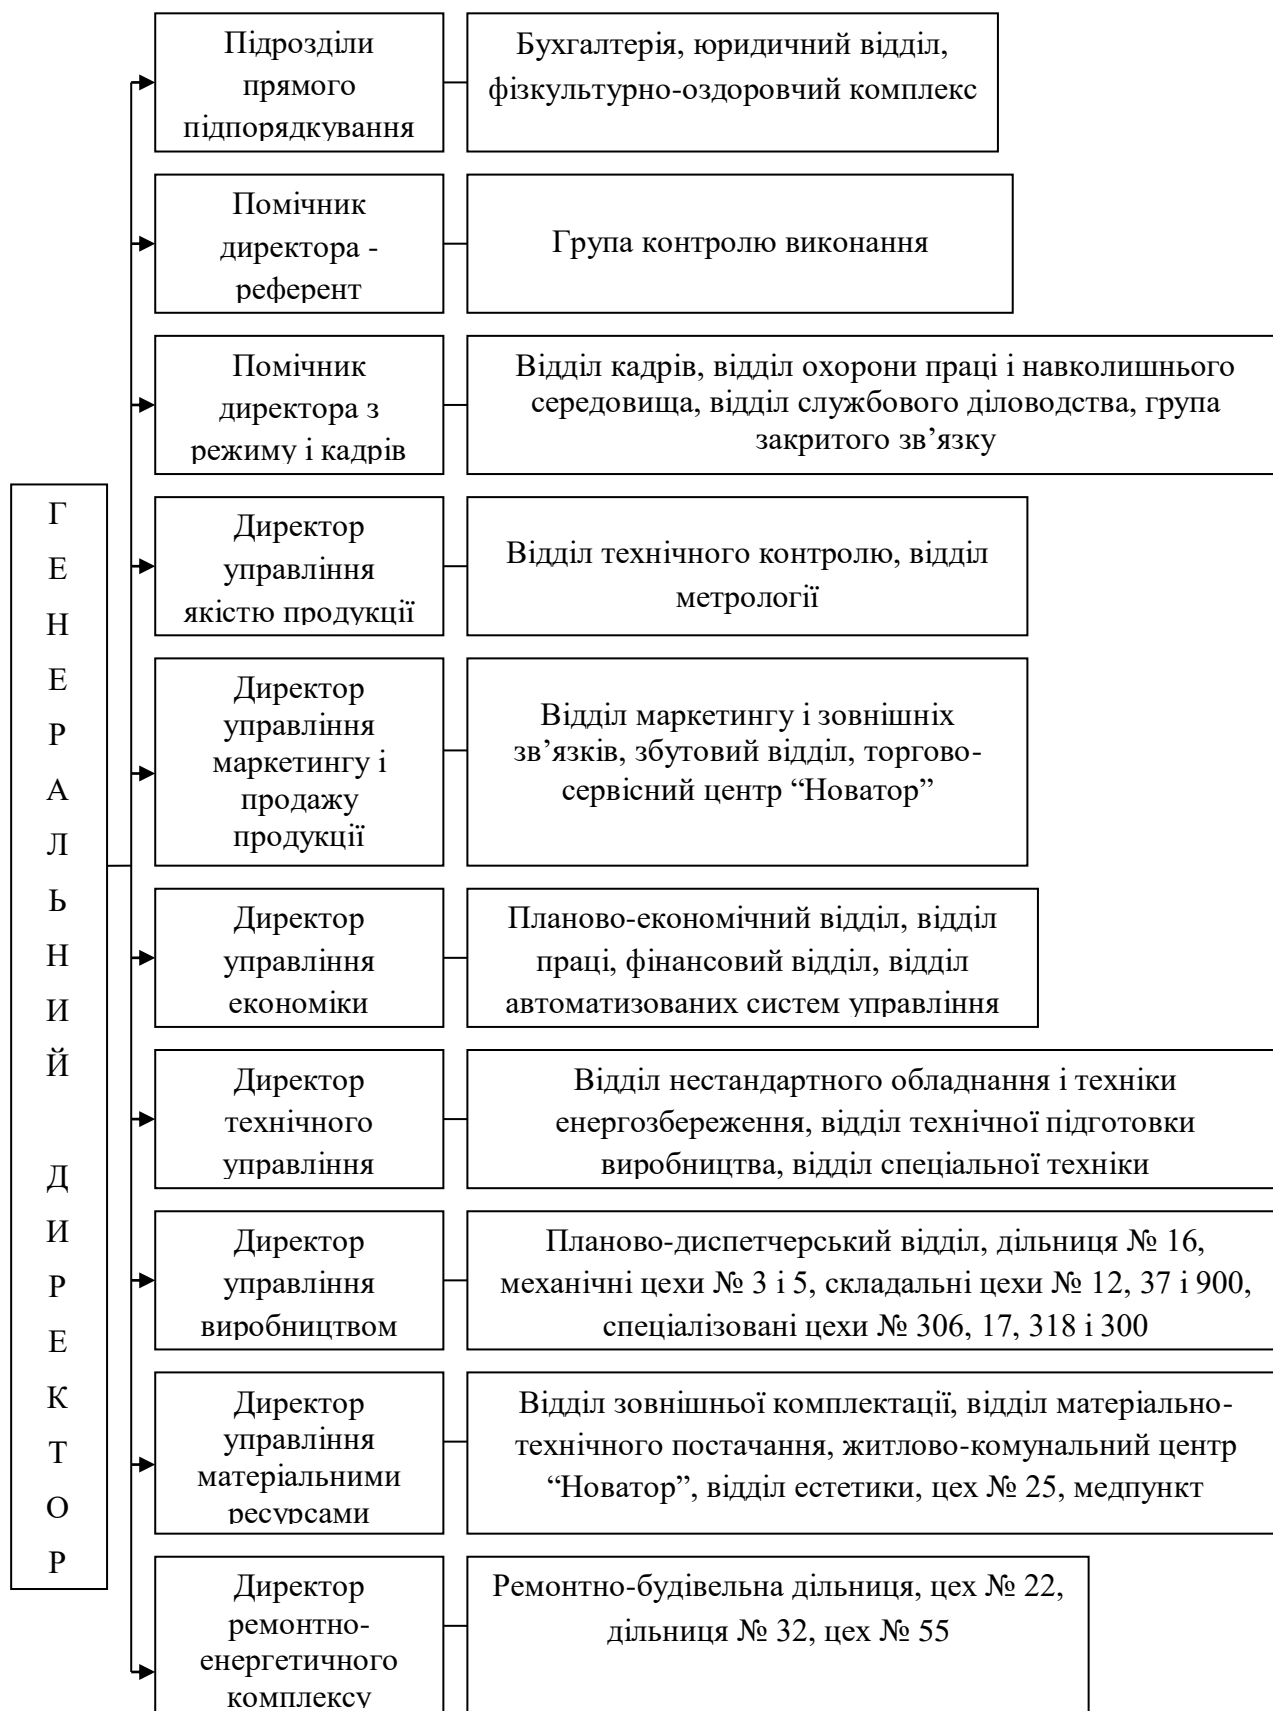 Підрозділи
прямого
підпорядкування
Бухгалтерія, юридичний відділ,
фізкультурно-оздоровчий комплекс
Помічник
директора -
референт
Група контролю виконання
Помічник
директора з
режиму і кадрів
Відділ кадрів, відділ охорони праці і навколишнього
середовища, відділ службового діловодства, група
закритого зв’язку
ГЕНЕРАЛЬНИЙ ДИРЕКТОР
Директор
управління
якістю продукції
Відділ технічного контролю, відділ
метрології
Директор
управління
маркетингу і
продажу
продукції
Відділ маркетингу і зовнішніх
зв’язків, збутовий відділ, торгово-
сервісний центр “Новатор”
Директор
управління
економіки
Планово-економічний відділ, відділ
праці, фінансовий відділ, відділ
автоматизованих систем управління
Директор
технічного
управління
Відділ нестандартного обладнання і техніки
енергозбереження, відділ технічної підготовки
виробництва, відділ спеціальної техніки
Директор
управління
виробництвом
Планово-диспетчерський відділ, дільниця № 16,
механічні цехи № 3 і 5, складальні цехи № 12, 37 і 900,
спеціалізовані цехи № 306, 17, 318 і 300
Директор
управління
матеріальними
ресурсами
Відділ зовнішньої комплектації, відділ матеріально-
технічного постачання, житлово-комунальний центр
“Новатор”, відділ естетики, цех № 25, медпункт
Директор
ремонтно-
енергетичного
комплексу
Ремонтно-будівельна дільниця, цех № 22,
дільниця № 32, цех № 55